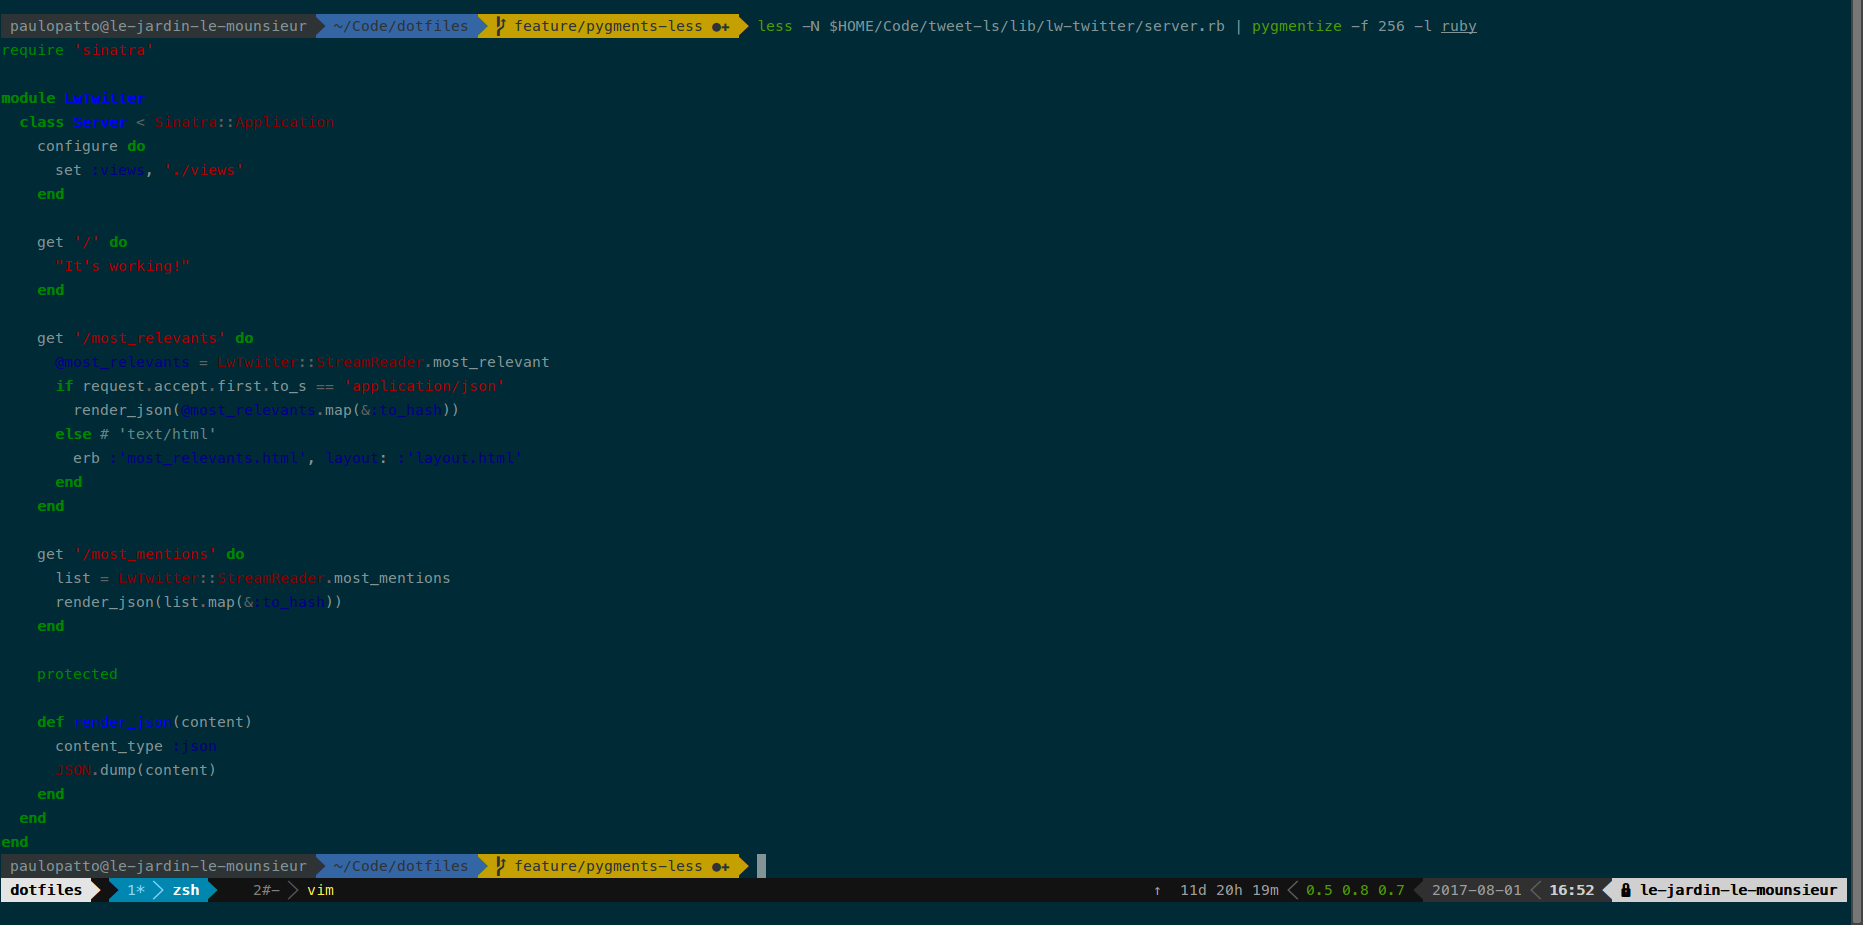 paulopatto@le-jardin-le-mounsieur ~/Code/dotfiles feature/pygments-less ●✚ less -N $HOME/Code/tweet-ls/lib/lw-twitter/server.rb | pygmentize -f 256 -l ruby
require 'sinatra'

module LwTwitter
  class Server < Sinatra::Application
    configure do
      set :views, './views'
    end

    get '/' do
      "It's working!"
    end

    get '/most_relevants' do
      @most_relevants = LwTwitter::StreamReader.most_relevant
      if request.accept.first.to_s == 'application/json'
        render_json(@most_relevants.map(&:to_hash))
      else # 'text/html'
        erb :'most_relevants.html', layout: :'layout.html'
      end
    end

    get '/most_mentions' do
      list = LwTwitter::StreamReader.most_mentions
      render_json(list.map(&:to_hash))
    end

    protected

    def render_json(content)
      content_type :json
      JSON.dump(content)
    end
  end
end
paulopatto@le-jardin-le-mounsieur ~/Code/dotfiles feature/pygments-less ●✚
dotfiles 1* zsh 2#- vim ↑ 11d 20h 19m 0.5 0.8 0.7 2017-08-01 16:52 le-jardin-le-mounsieur